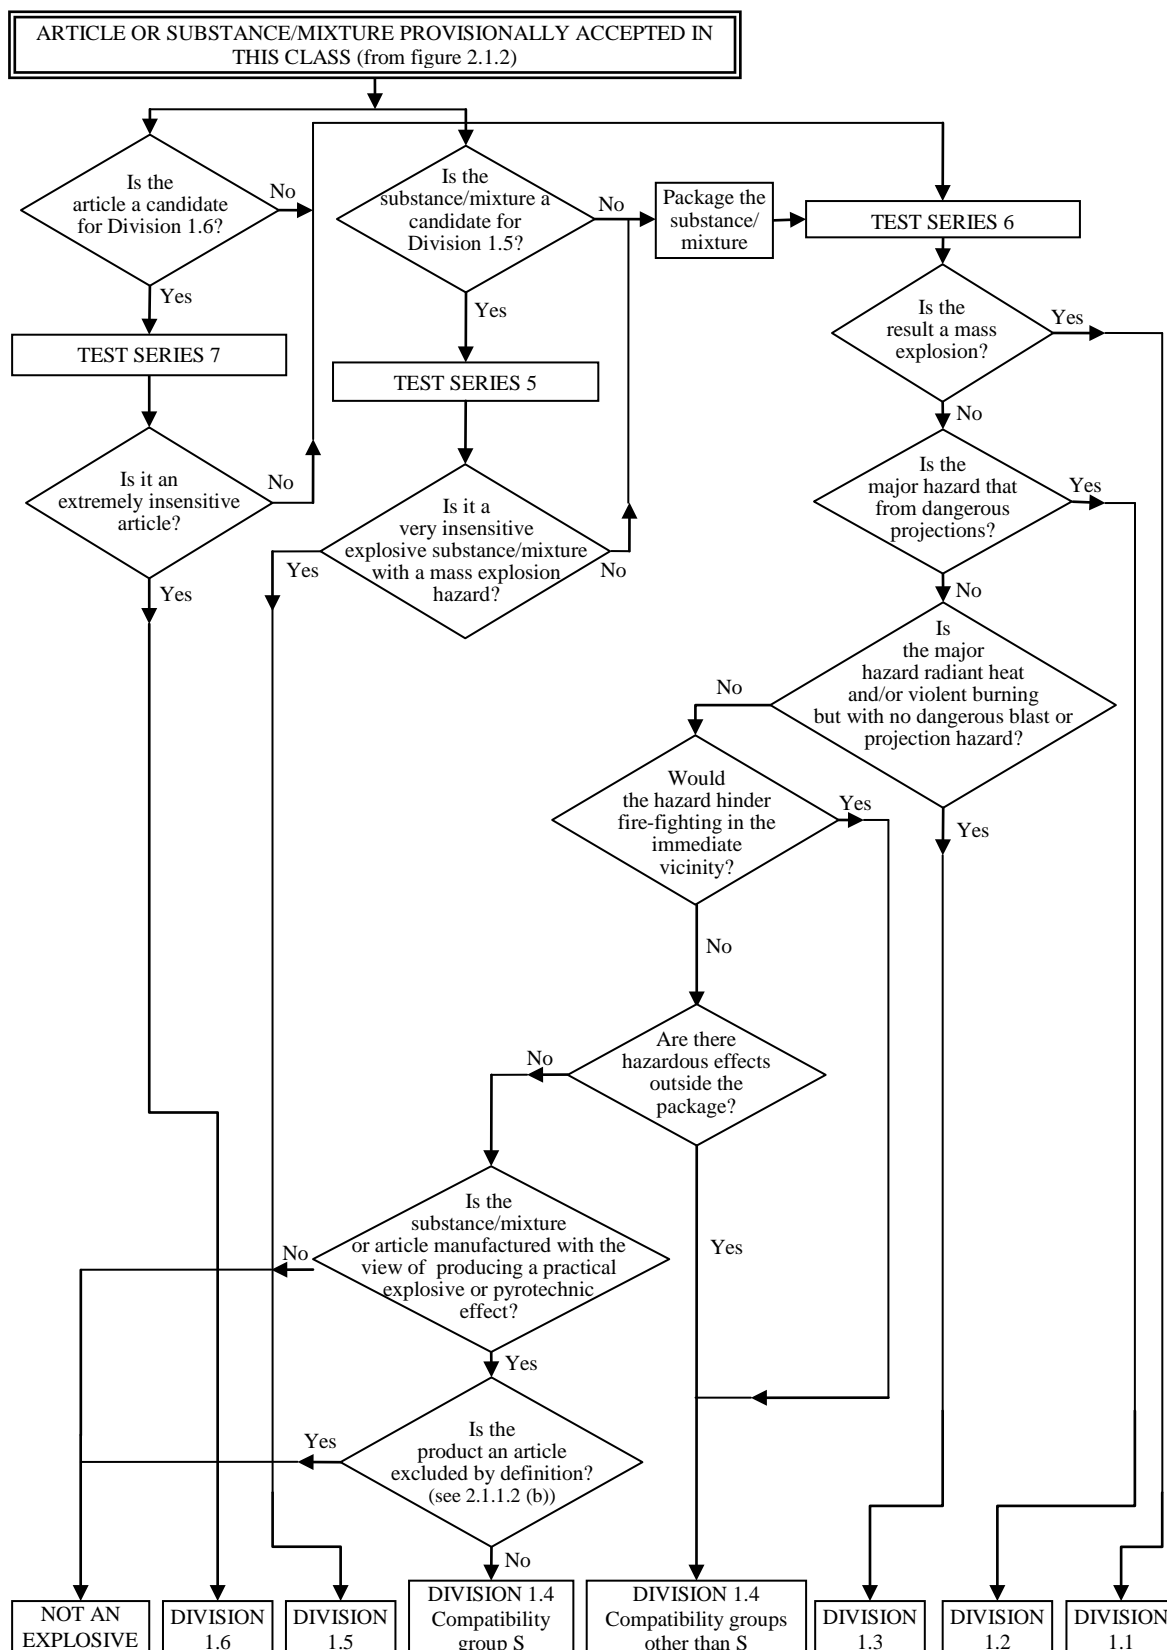 ARTICLE OR SUBSTANCE/MIXTURE PROVISIONALLY ACCEPTED IN
THIS CLASS (from figure 2.1.2)
Is the
article a candidate
for Division 1.6?
No
Is the
substance/mixture a
candidate for
Division 1.5?
No
Package the
substance/
mixture
TEST SERIES 6
Yes
Yes
Is the
result a mass
explosion?
Yes
TEST SERIES 7
TEST SERIES 5
No
Is it an
extremely insensitive
article?
No
Is it a
very insensitive
explosive substance/mixture
with a mass explosion
hazard?
Yes
No
Is the
major hazard that
from dangerous
projections?
Yes
Yes
No
Is
the major
hazard radiant heat
and/or violent burning
but with no dangerous blast or
projection hazard?
No
Yes
Would
the hazard hinder
fire-fighting in the
immediate
vicinity?
Yes
No
Are there
hazardous effects
outside the
package?
No
Yes
Is the
substance/mixture
or article manufactured with the
view of producing a practical
explosive or pyrotechnic
effect?
No
Yes
Is the
product an article
excluded by definition?
(see 2.1.1.2 (b))
Yes
No
NOT AN
EXPLOSIVE
DIVISION
1.6
DIVISION
1.5
DIVISION 1.4
Compatibility
group S
DIVISION 1.4
Compatibility groups
other than S
DIVISION
1.3
DIVISION
1.2
DIVISION
1.1